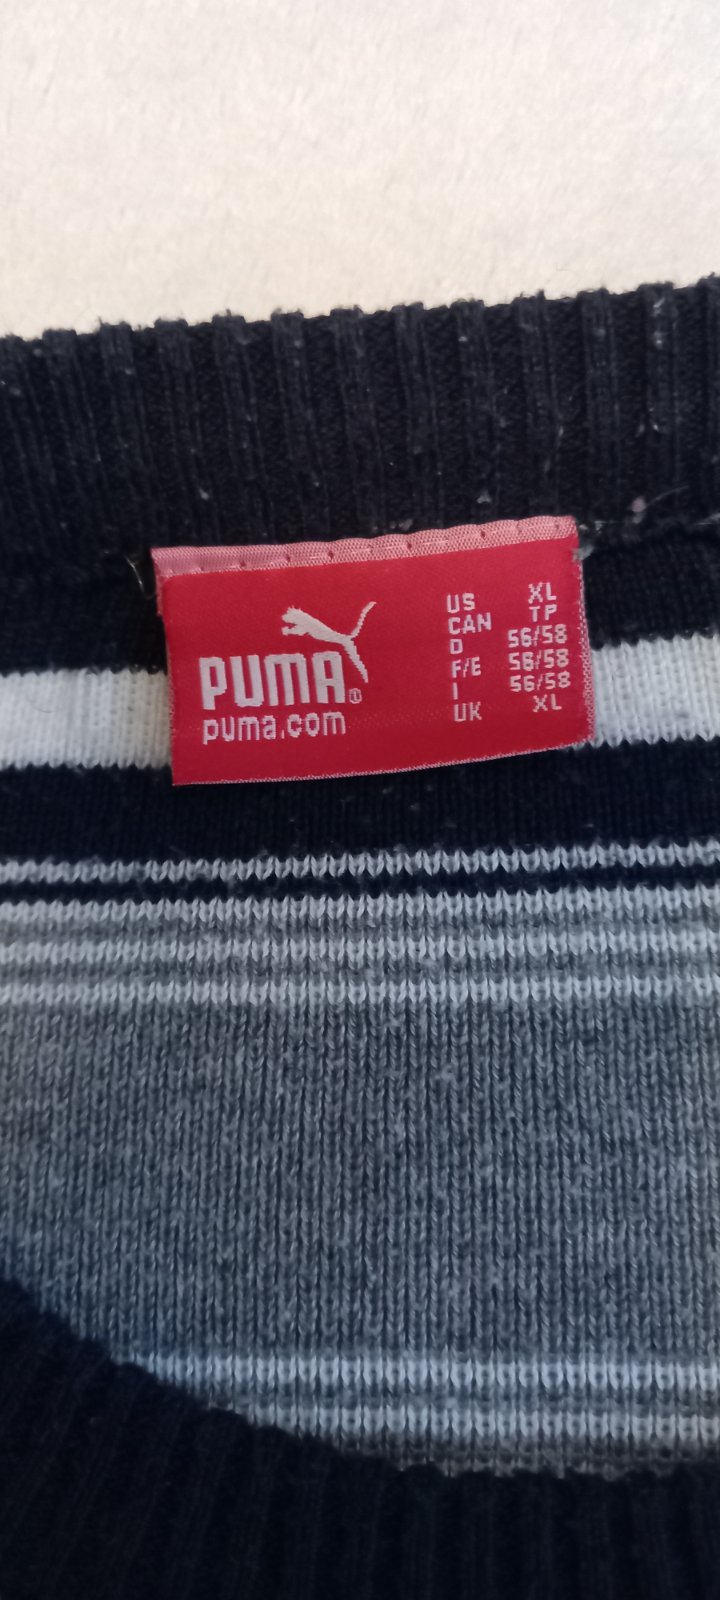 PUMA®
puma.com
US XL
CAN TP
D 56/58
F/E 56/58
I 56/58
UK XL